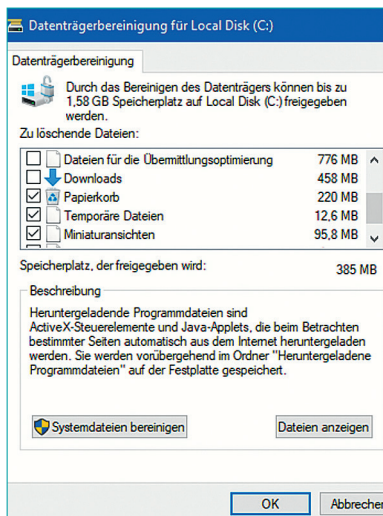 Datenträgerbereinigung für Local Disk (C:)
Datenträgerbereinigung
Durch das Bereinigen des Datenträgers können bis zu
1,58 GB Speicherplatz auf Local Disk (C:) freigegeben
werden.
Zu löschende Dateien:
Dateien für die Übermittlungsoptimierung 776 MB
Downloads 458 MB
Papierkorb 220 MB
Temporäre Dateien 12,6 MB
Miniaturansichten 95,8 MB
Speicherplatz, der freigegeben wird: 385 MB
Beschreibung
Heruntergeladende Programmdateien sind
ActiveX-Steuerelemente und Java-Applets, die beim Betrachten
bestimmter Seiten automatisch aus dem Internet heruntergeladen
werden. Sie werden vorübergehend im Ordner "Heruntergeladene
Programmdateien" auf der Festplatte gespeichert.
Systemdateien bereinigen Dateien anzeigen
OK Abbrechen